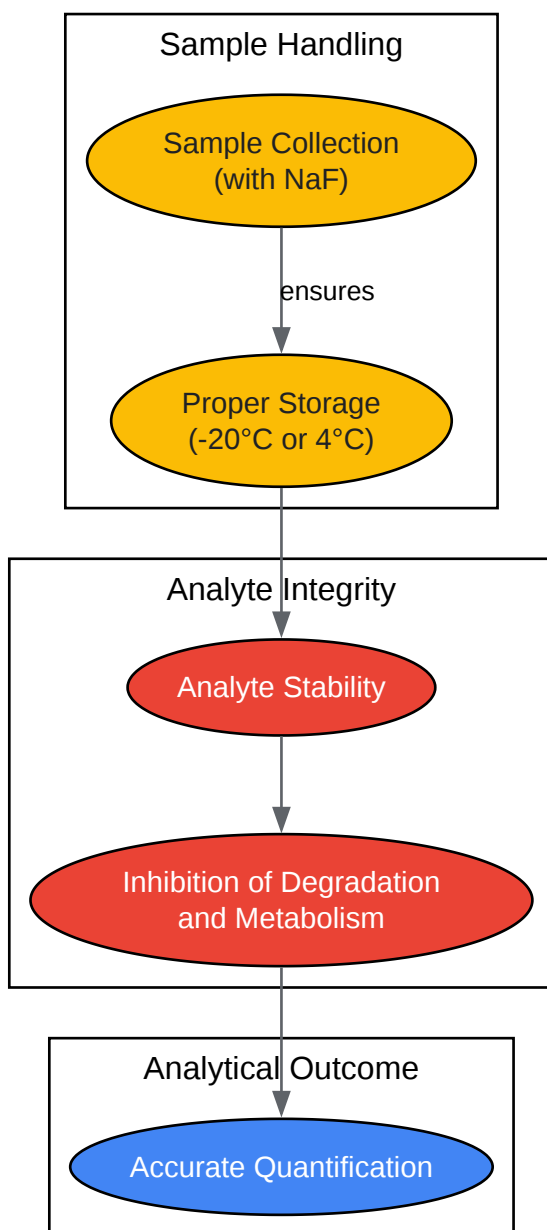 Sample Handling
Sample Collection
(with NaF)
ensures
Proper Storage
(-20°C or 4°C)
Analyte Integrity
Analyte Stability
Inhibition of Degradation
and Metabolism
Analytical Outcome
Accurate Quantification